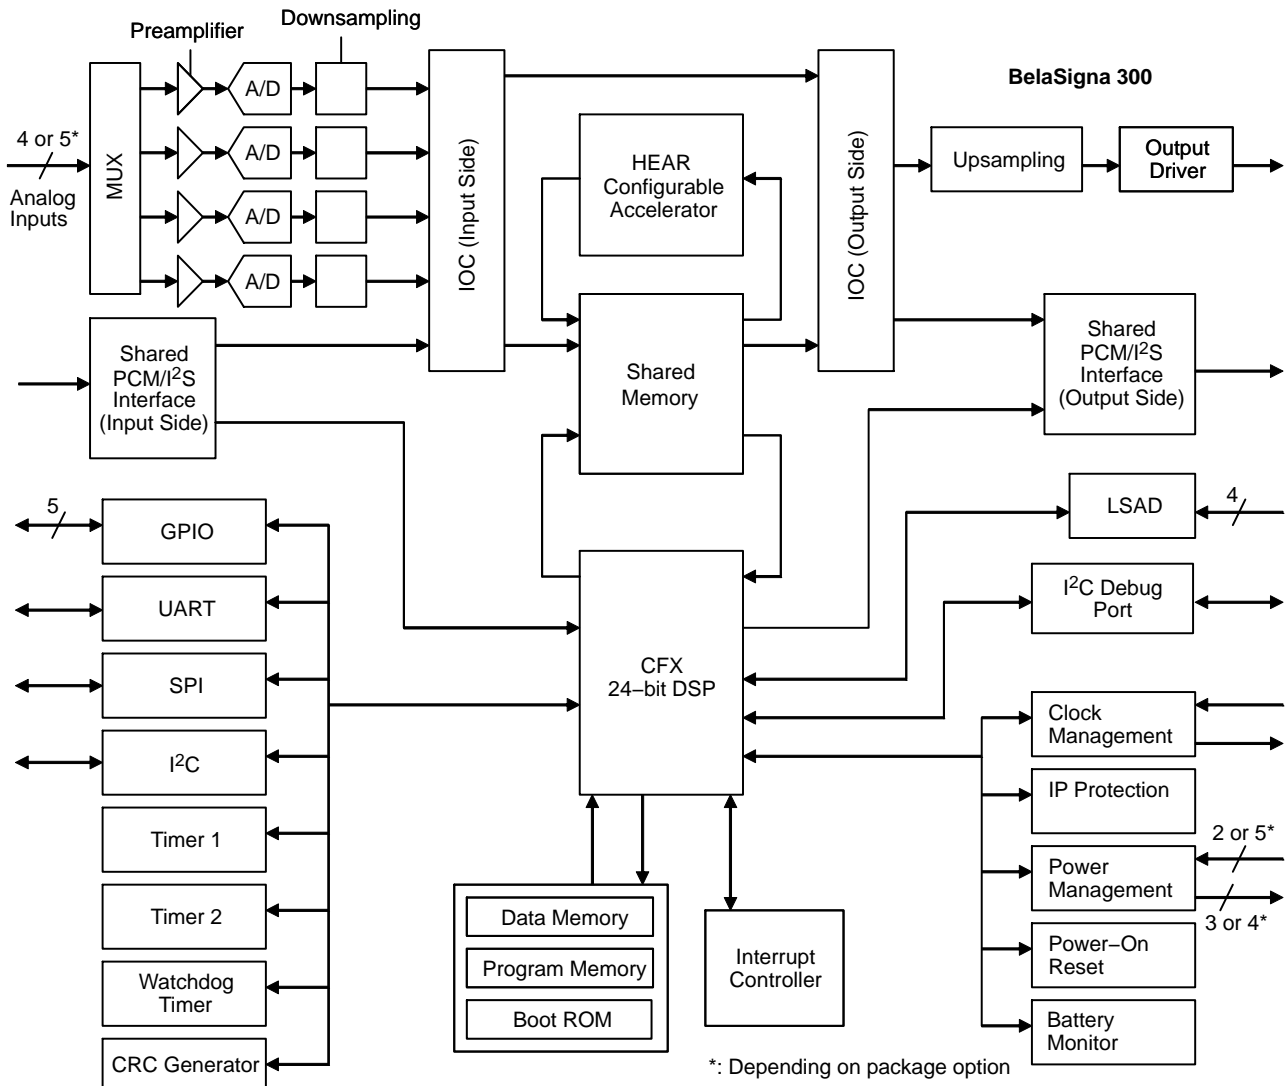 Preamplifier
Downsampling
BelaSigna 300
4 or 5*
Analog
Inputs
MUX
A/D
A/D
A/D
A/D
IOC (Input Side)
HEAR
Configurable
Accelerator
IOC (Output Side)
Upsampling
Output
Driver
Shared
PCM/I²S
Interface
(Input Side)
Shared
Memory
Shared
PCM/I²S
Interface
(Output Side)
5
GPIO
UART
SPI
I²C
Timer 1
Timer 2
Watchdog
Timer
CRC Generator
CFX
24−bit DSP
LSAD
4
I²C Debug
Port
Clock
Management
IP Protection
Power
Management
2 or 5*
3 or 4*
Power−On
Reset
Battery
Monitor
Data Memory
Program Memory
Boot ROM
Interrupt
Controller
*: Depending on package option